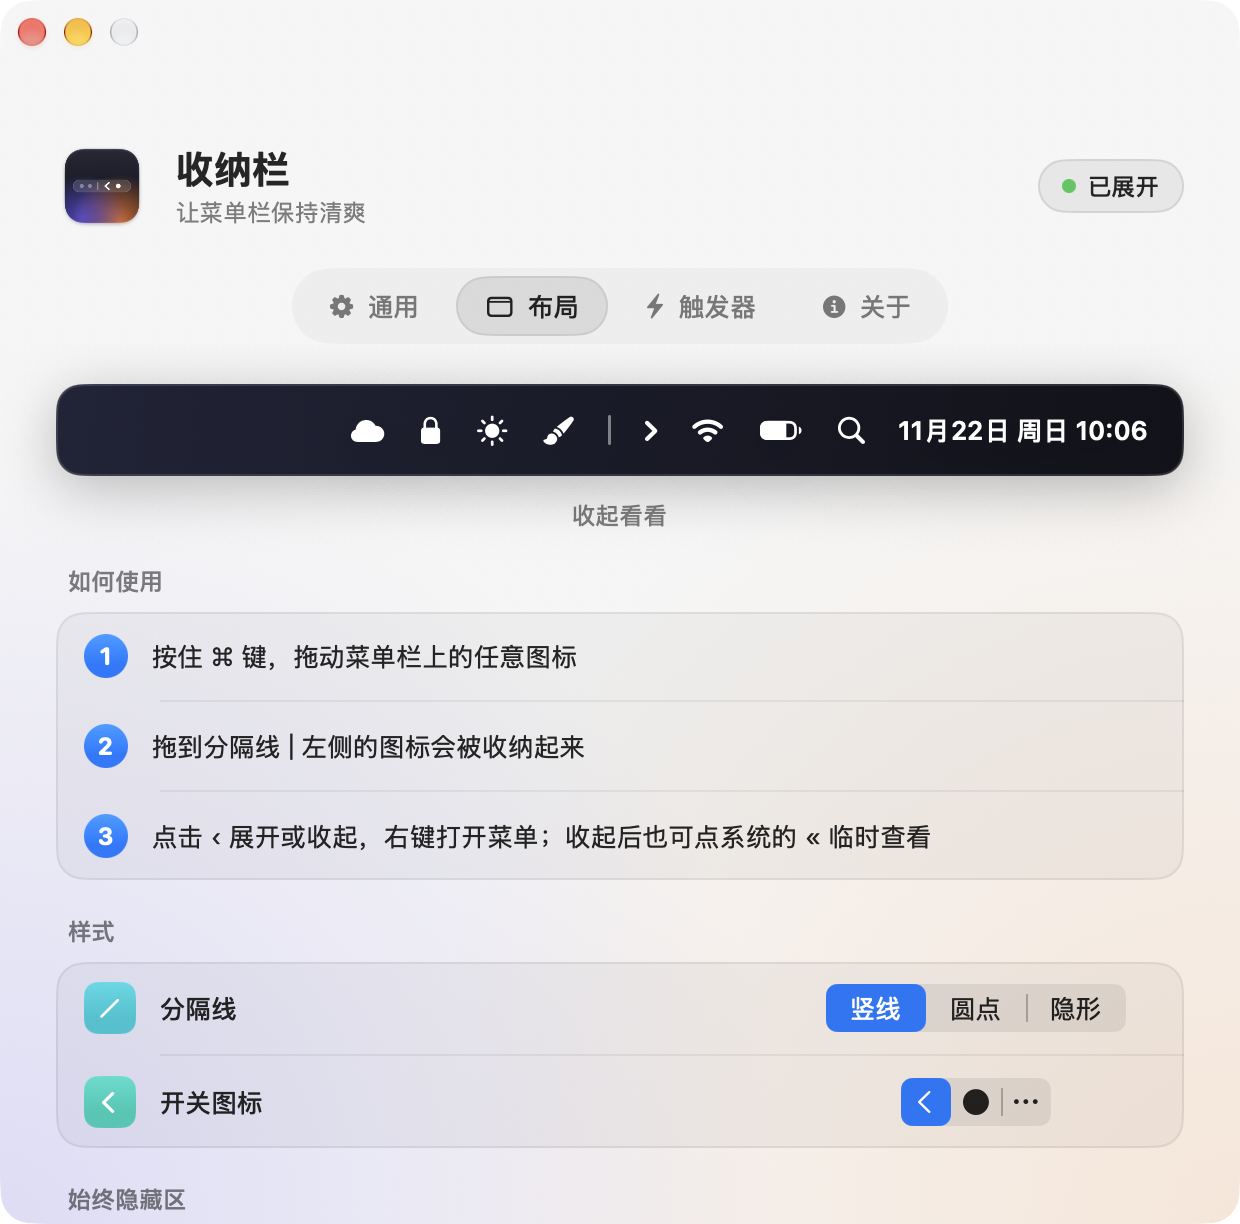 收纳栏
让菜单栏保持清爽
已展开
通用 布局 触发器 关于
11月22日 周日 10:06
收起看看
如何使用
1 按住 ⌘ 键，拖动菜单栏上的任意图标
2 拖到分隔线 | 左侧的图标会被收纳起来
3 点击 ‹ 展开或收起，右键打开菜单；收起后也可点系统的 « 临时查看
样式
分隔线 竖线 圆点 隐形
开关图标
始终隐藏区